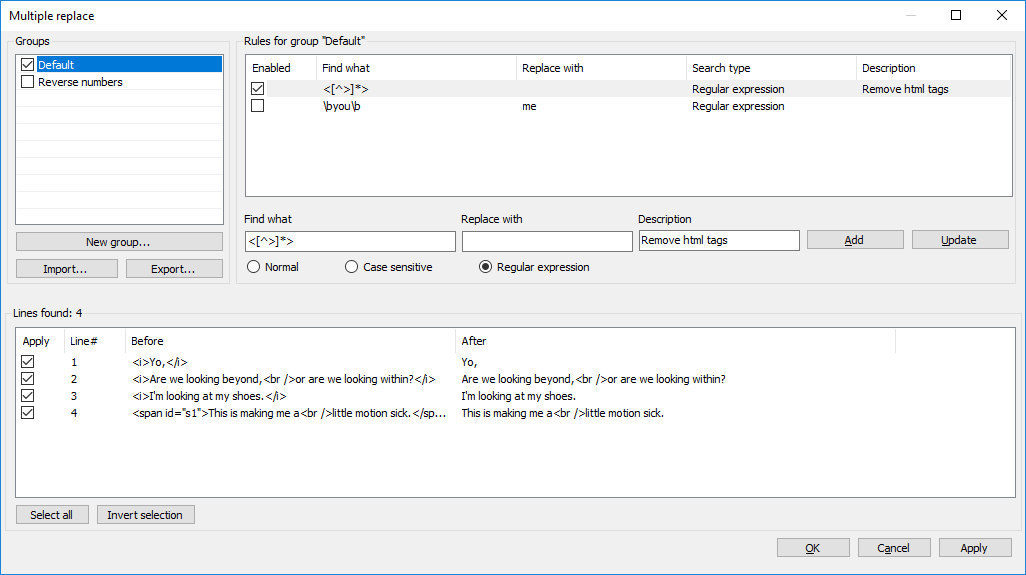 Multiple replace
Groups
Default
Reverse numbers
New group...
Import...
Export...
Rules for group "Default"
Enabled Find what Replace with Search type Description
<[^>]*> Regular expression Remove html tags
\byou\b me Regular expression
Find what Replace with Description
<[^>]*> Remove html tags Add Update
Normal Case sensitive Regular expression
Lines found: 4
Apply Line# Before After
1 <i>Yo,</i> Yo,
2 <i>Are we looking beyond,<br />or are we looking within?</i> Are we looking beyond,<br />or are we looking within?
3 <i>I'm looking at my shoes.</i> I'm looking at my shoes.
4 <span id="s1">This is making me a<br />little motion sick.</sp... This is making me a<br />little motion sick.
Select all Invert selection
OK Cancel Apply